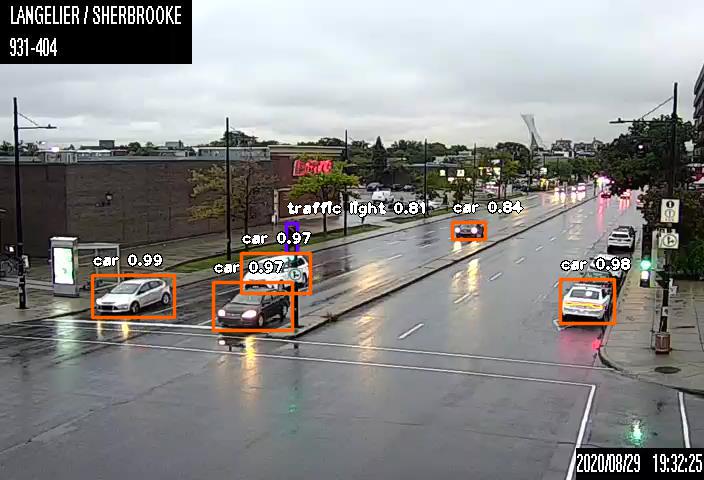 LANGELIER / SHERBROOKE
931-404
traffic light 0.81
car 0.84
car 0.97
car 0.99
car 0.97
car 0.98
2020/08/29 19:32:25